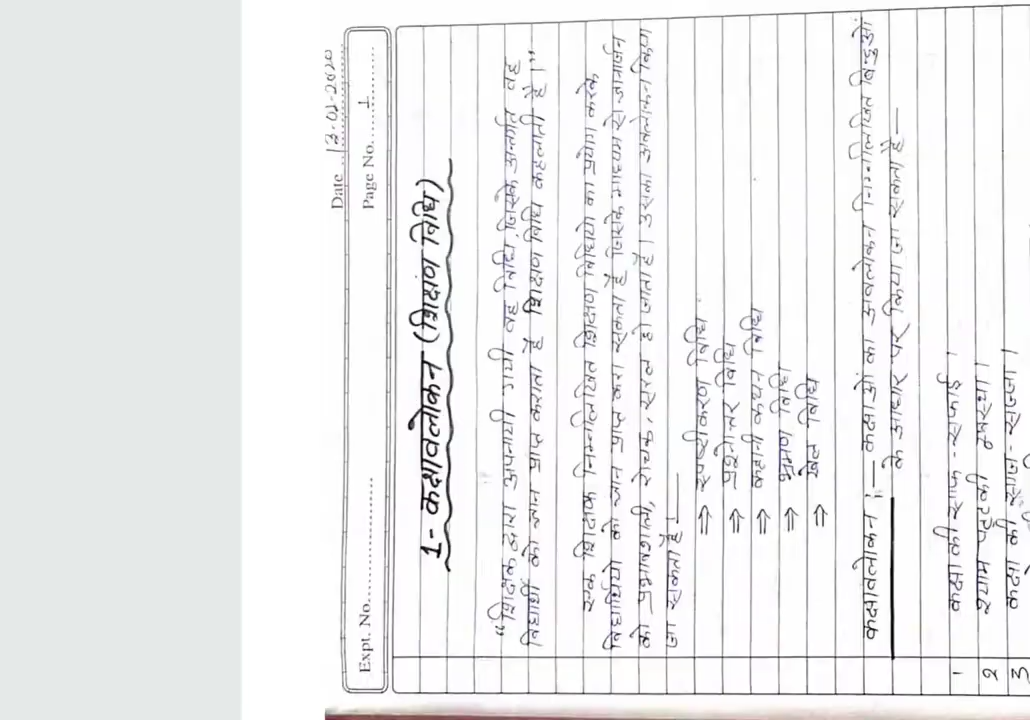 Date 13-01-2020
Expt. No.
Page No. 1
1- कक्षावलोकन (शिक्षण विधि)
“शिक्षक द्वारा अपनायी गयी वह विधि जिसके अन्तर्गत वह
विद्यार्थी को ज्ञान प्राप्त कराता है शिक्षण विधि कहलाती है।”
एक शिक्षक निम्नलिखित शिक्षण विधियों का प्रयोग करके
विद्यार्थियों को ज्ञान प्राप्त करा सकता है जिसके माध्यम से ज्ञानार्जन
को प्रभावशाली, रोचक, सरल हो जाता है। उसका अवलोकन किया
जा सकता है।—
⇒ स्पष्टीकरण विधि
⇒ प्रश्नोत्तर विधि
⇒ कहानी कथन विधि
⇒ भ्रमण विधि
⇒ खेल विधि
कक्षावलोकन :— कक्षाओं का अवलोकन निम्नलिखित बिन्दुओं
के आधार पर किया जा सकता है—
1 कक्षा की साफ-सफाई।
2 श्याम पट्ट की व्यवस्था।
3 कक्षा की साज-सज्जा।